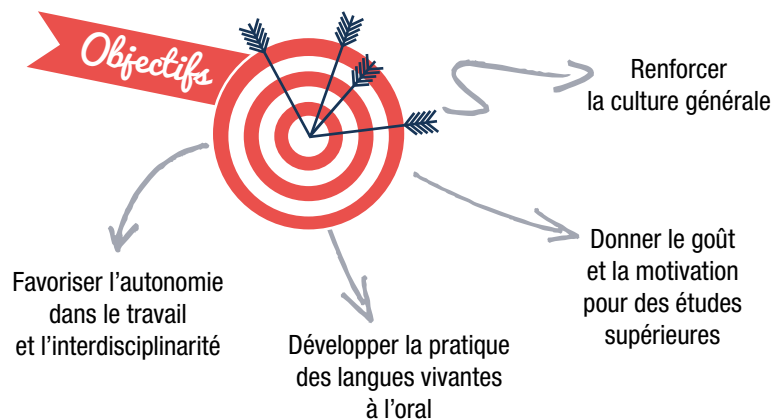 Objectifs
Renforcer
la culture générale
Donner le goût
et la motivation
pour des études
supérieures
Favoriser l’autonomie
dans le travail
et l’interdisciplinarité
Développer la pratique
des langues vivantes
à l’oral